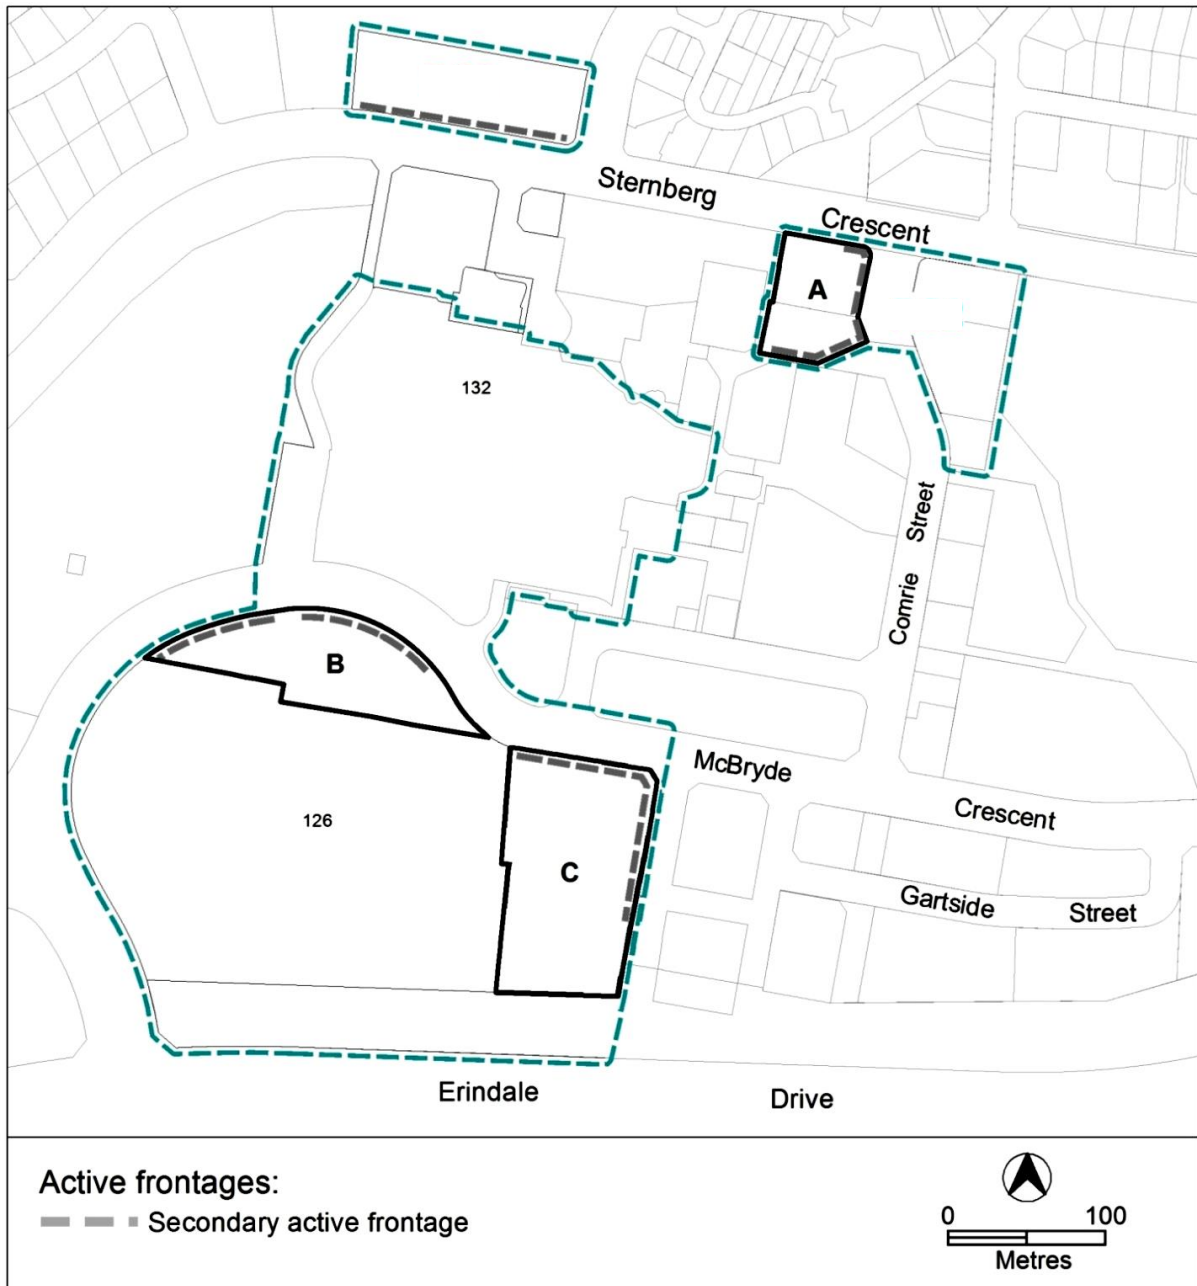 Sternberg
Crescent
A
132
Comrie Street
B
McBryde
Crescent
126
C
Gartside Street
Erindale Drive
Active frontages:
Secondary active frontage
0 100
Metres